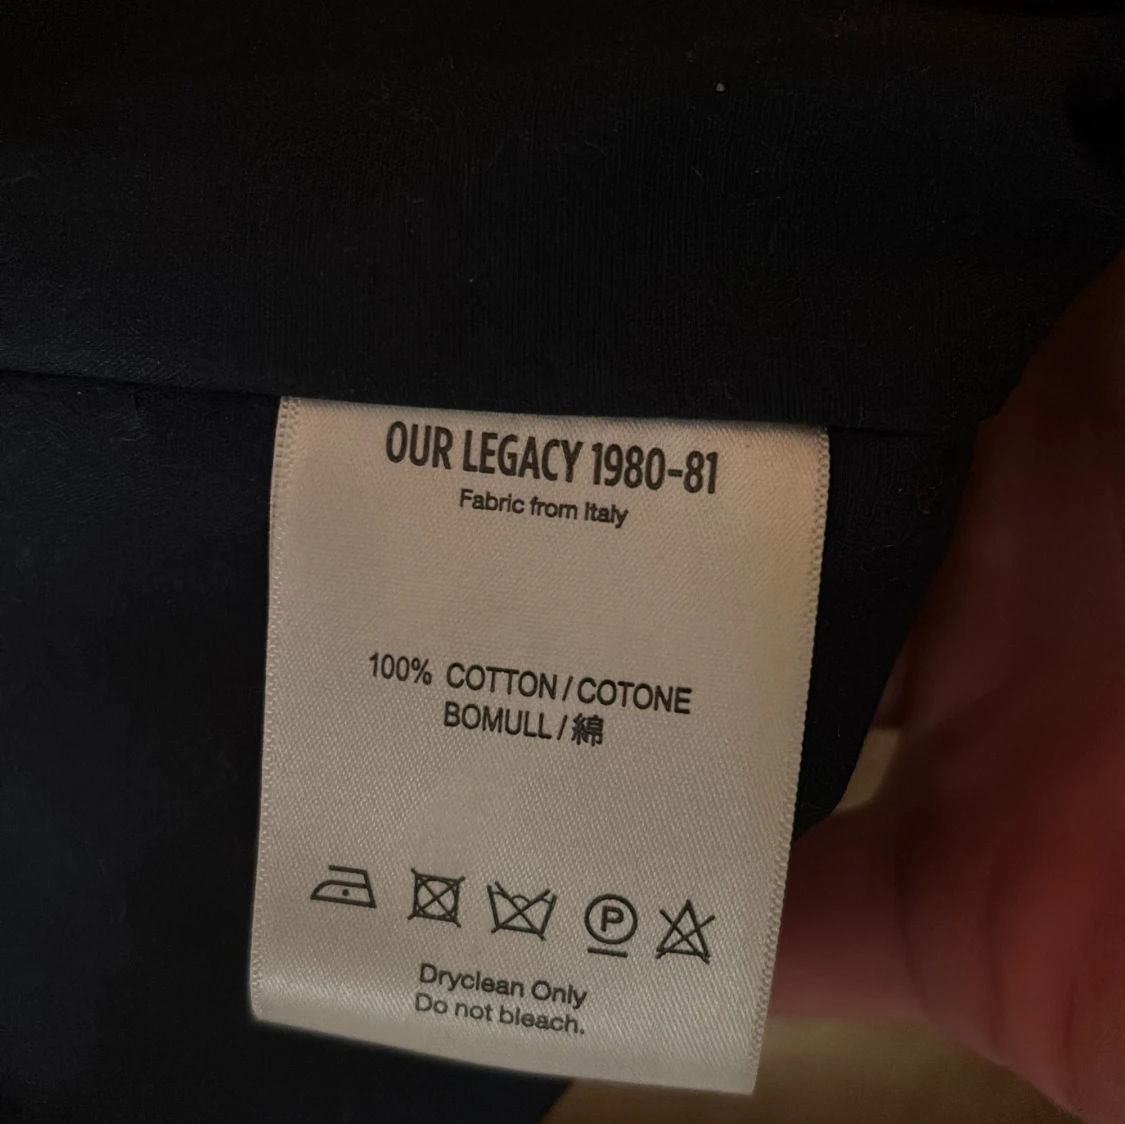 OUR LEGACY 1980-81
Fabric from Italy
100% COTTON / COTONE
BOMULL / 綿
P
Dryclean Only
Do not bleach.